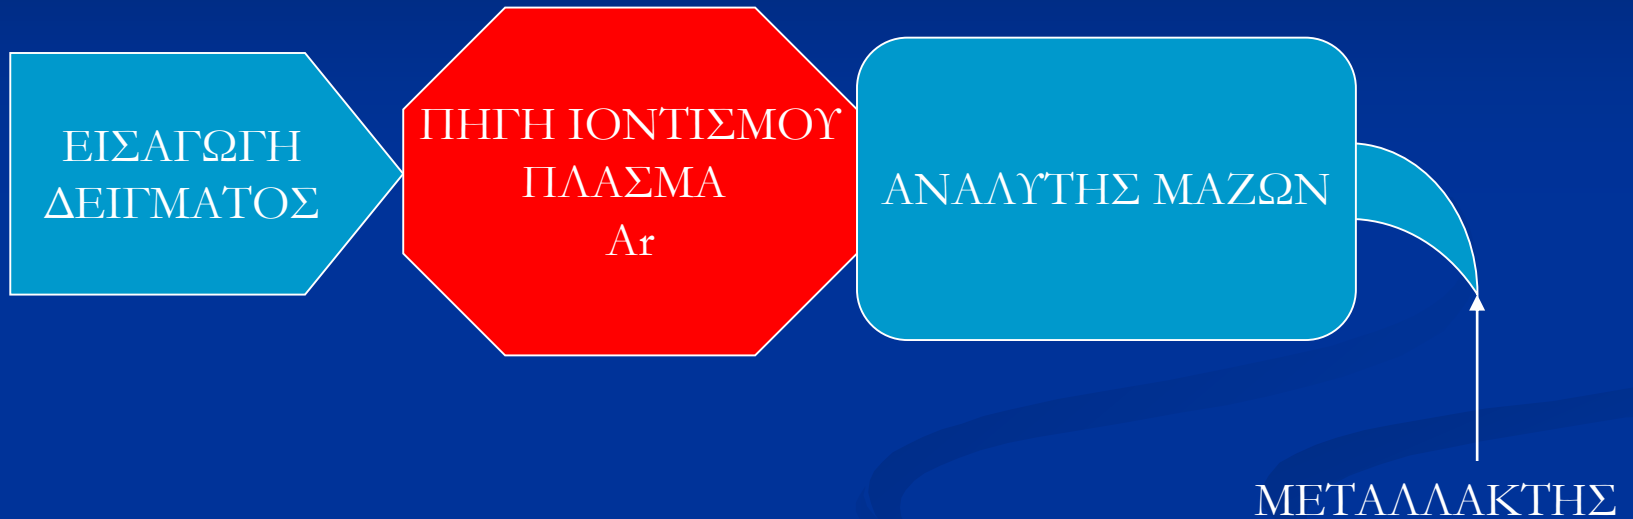 ΕΙΣΑΓΩΓΗ
ΔΕΙΓΜΑΤΟΣ
ΠΗΓΗ ΙΟΝΤΙΣΜΟΥ
ΠΛΑΣΜΑ
Ar
ΑΝΑΛΥΤΗΣ ΜΑΖΩΝ
ΜΕΤΑΛΛΑΚΤΗΣ